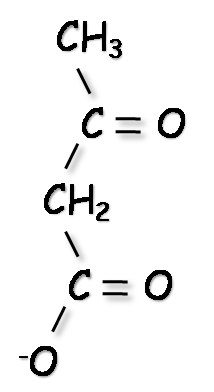 CH₃
C = O
CH₂
C = O
⁻O